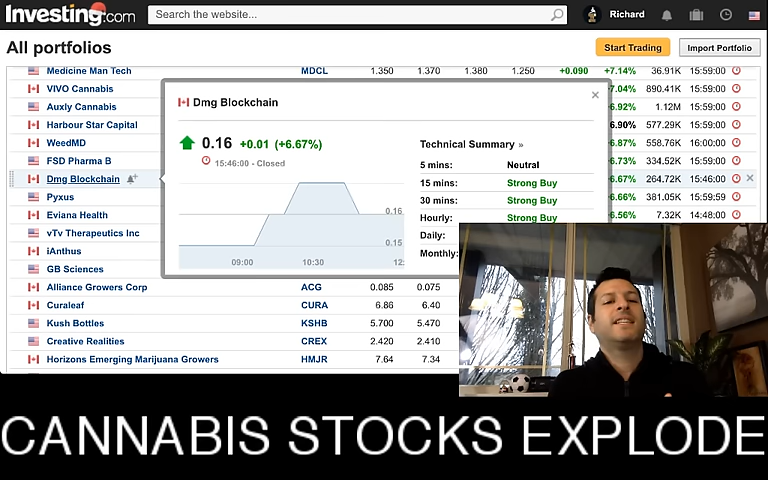 Investing.com
Search the website...
Richard
All portfolios
Start Trading
Import Portfolio
Medicine Man Tech MDCL 1.350 1.370 1.380 1.250 +0.090 +7.14% 36.91K 15:59:00
VIVO Cannabis 7.04% 890.41K 15:59:00
Auxly Cannabis 6.92% 1.12M 15:59:00
Harbour Star Capital 6.90% 577.29K 15:59:00
WeedMD 6.87% 558.76K 16:00:00
FSD Pharma B 6.73% 334.52K 15:59:00
Dmg Blockchain 6.67% 264.72K 15:46:00
Pyxus 6.66% 381.05K 15:59:59
Eviana Health 6.56% 7.32K 14:48:00
vTv Therapeutics Inc
iAnthus
GB Sciences
Alliance Growers Corp ACG 0.085 0.075
Curaleaf CURA 6.86 6.40
Kush Bottles KSHB 5.700 5.470
Creative Realities CREX 2.420 2.410
Horizons Emerging Marijuana Growers HMJR 7.64 7.34
Dmg Blockchain
0.16 +0.01 (+6.67%)
15:46:00 - Closed
0.16
0.15
09:00 10:30 12:
Technical Summary »
5 mins: Neutral
15 mins: Strong Buy
30 mins: Strong Buy
Hourly: Strong Buy
Daily:
Monthly:
CANNABIS STOCKS EXPLODE